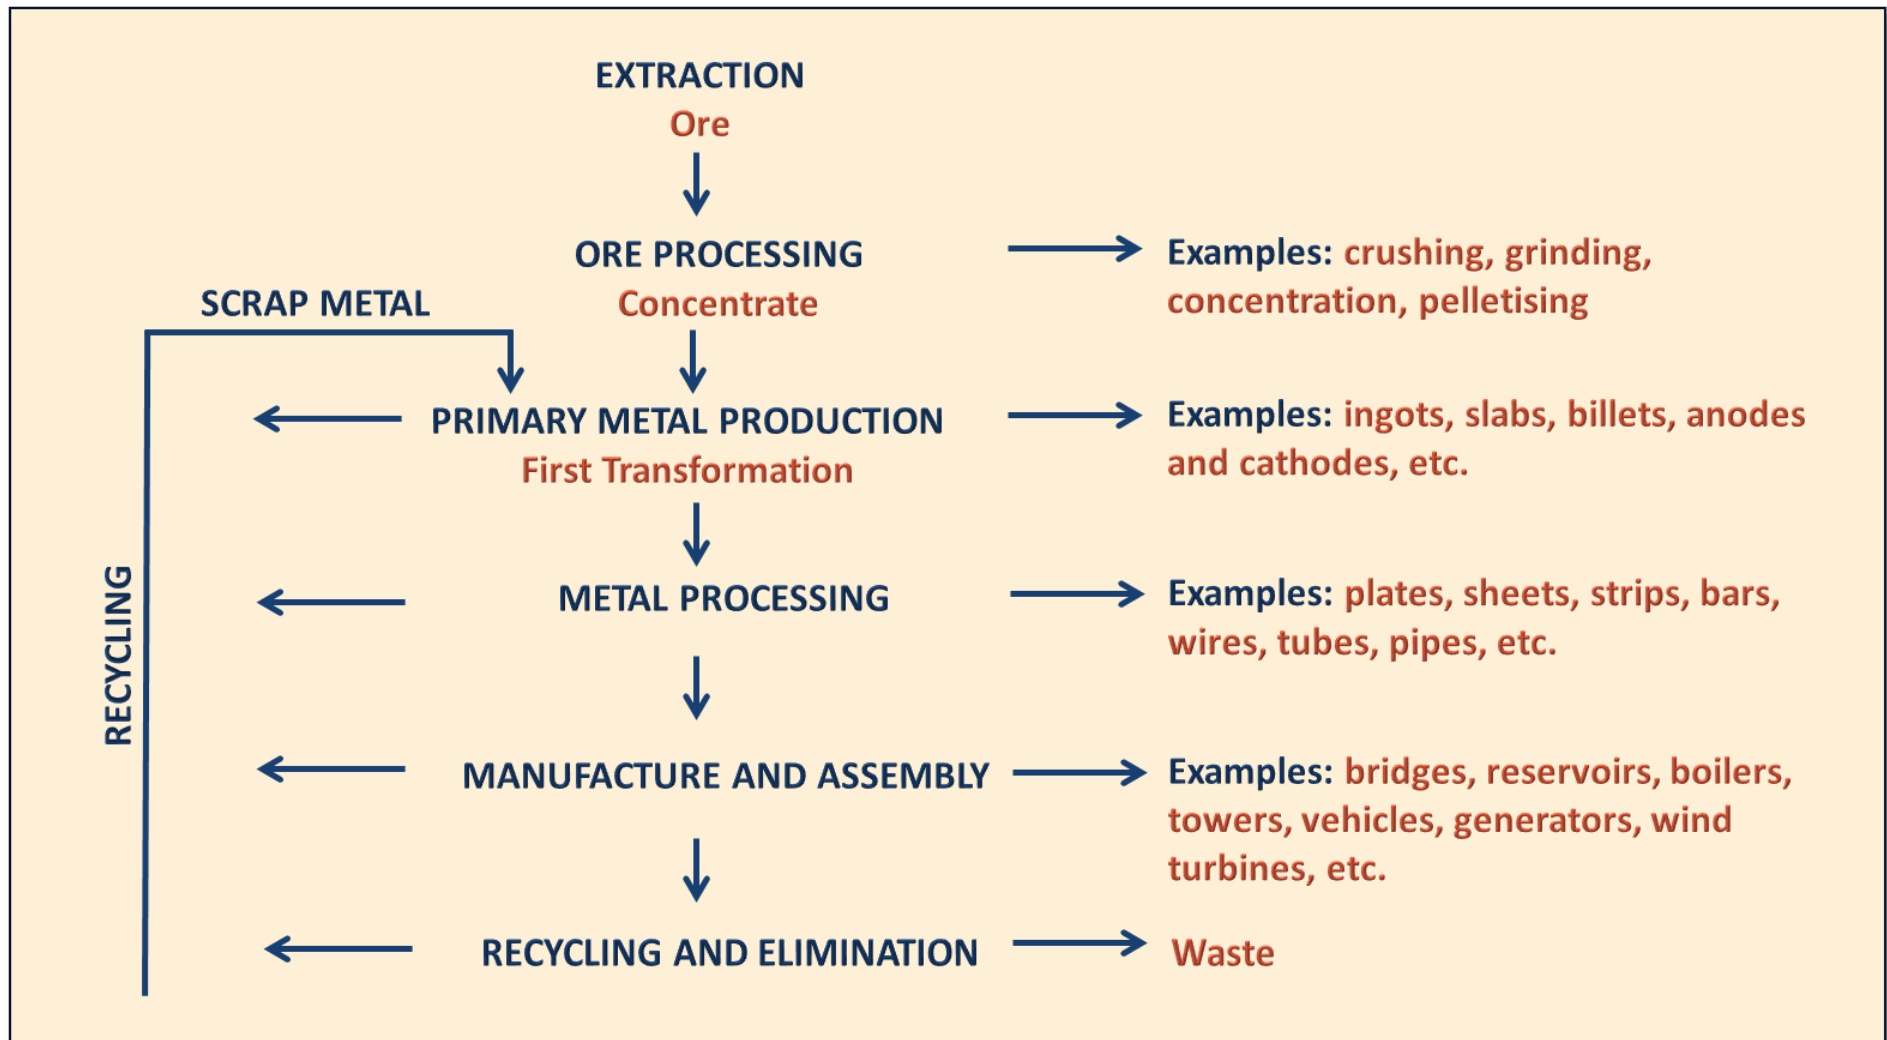 EXTRACTION
Ore
ORE PROCESSING
Concentrate
Examples: crushing, grinding,
concentration, pelletising
SCRAP METAL
PRIMARY METAL PRODUCTION
First Transformation
Examples: ingots, slabs, billets, anodes
and cathodes, etc.
RECYCLING
METAL PROCESSING
Examples: plates, sheets, strips, bars,
wires, tubes, pipes, etc.
MANUFACTURE AND ASSEMBLY
Examples: bridges, reservoirs, boilers,
towers, vehicles, generators, wind
turbines, etc.
RECYCLING AND ELIMINATION
Waste